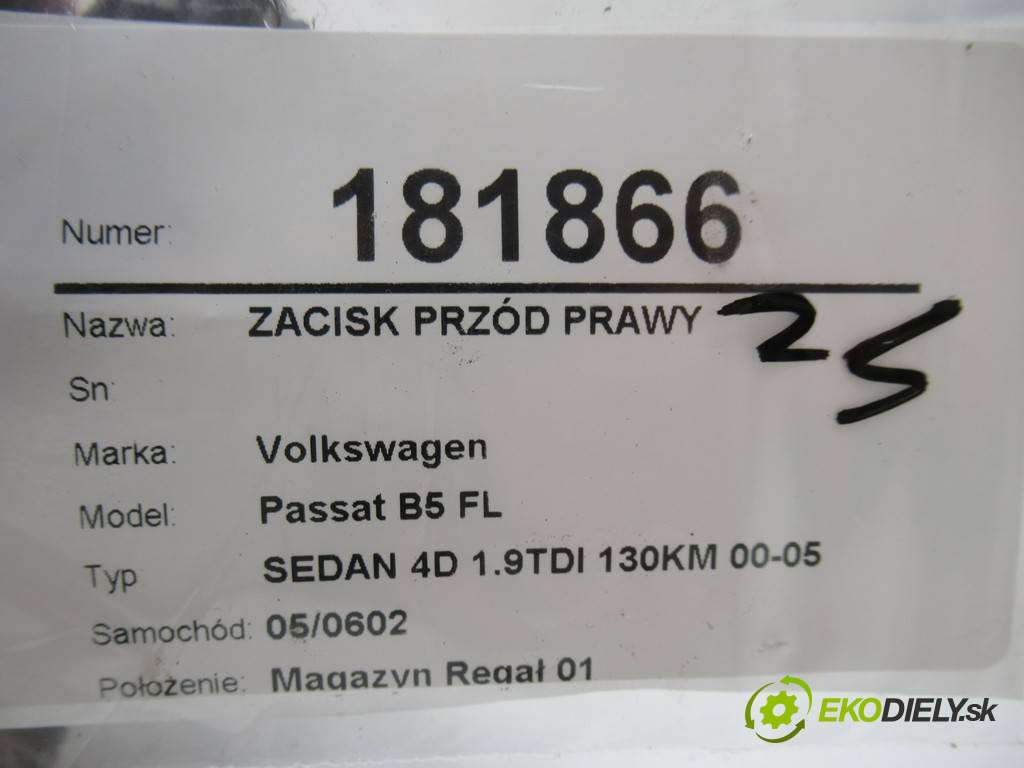 Numer: 181866
Nazwa: ZACISK PRZÓD PRAWY 25
Sn:
Marka: Volkswagen
Model: Passat B5 FL
Typ SEDAN 4D 1.9TDI 130KM 00-05
Samochód: 05/0602
Położenie: Magazyn Regał 01
EKODIELY.sk